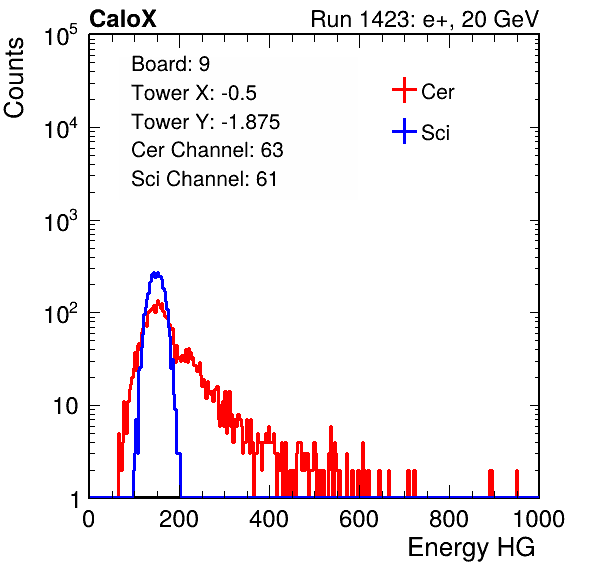 CaloX Run 1423: e+, 20 GeV
Counts
Board: 9
Tower X: -0.5
Tower Y: -1.875
Cer Channel: 63
Sci Channel: 61
Cer
Sci
10^5
10^4
10^3
10^2
10
1
0 200 400 600 800 1000
Energy HG